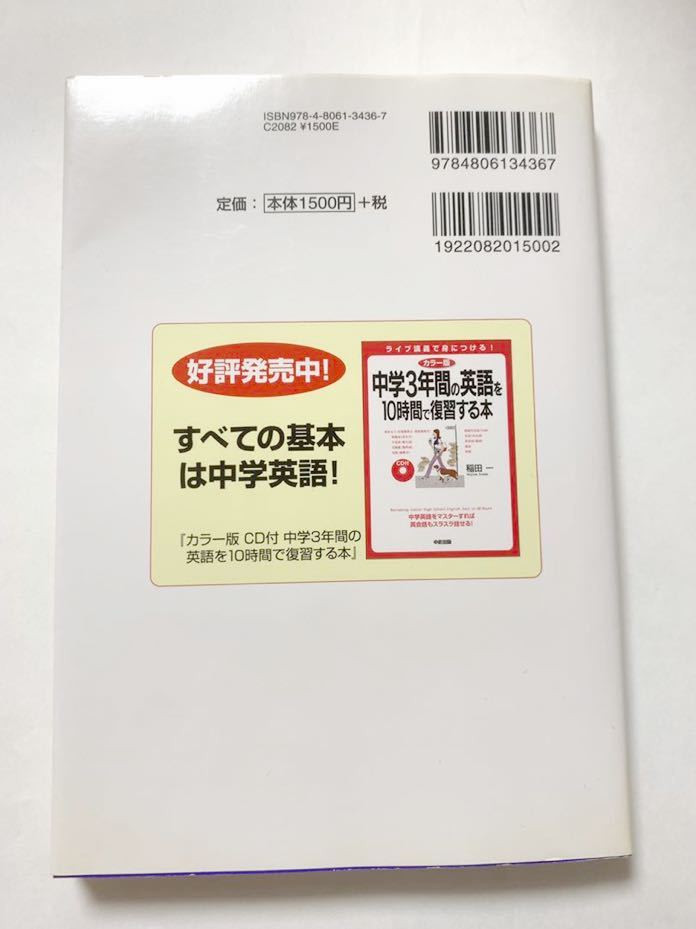 ISBN978-4-8061-3436-7
C2082 ¥1500E
9784806134367
定価：本体1500円＋税
1922082015002
好評発売中！
すべての基本
は中学英語！
『カラー版 CD付 中学3年間の
英語を10時間で復習する本』
ライブ講義で身につける！
カラー版
中学3年間の英語を
10時間で復習する本
CD付
稲田 一
中学英語をマスターすれば
英会話もスラスラ話せる！
中経出版